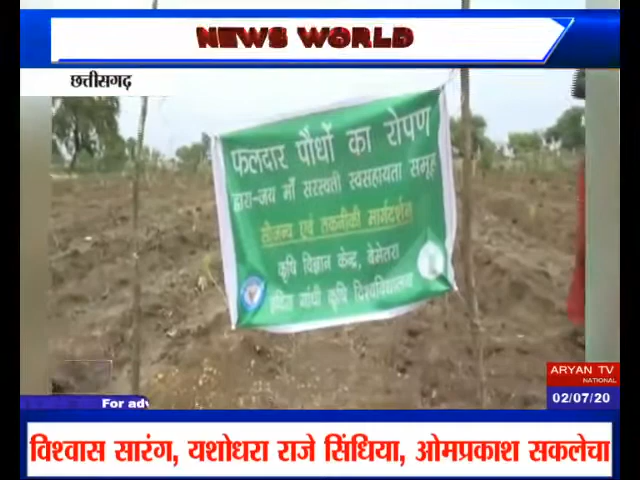 NEWS WORLD
छत्तीसगढ़
फलदार पौधों का रोपण
द्वारा-जय माँ सरस्वती स्वसहायता समूह
सौजन्य एवं तकनीकी मार्गदर्शन
कृषि विज्ञान केन्द्र, बेमेतरा
इंदिरा गांधी कृषि विश्वविद्यालय
ARYAN TV
NATIONAL
02/07/20
For adv
विश्वास सारंग, यशोधरा राजे सिंधिया, ओमप्रकाश सकलेचा